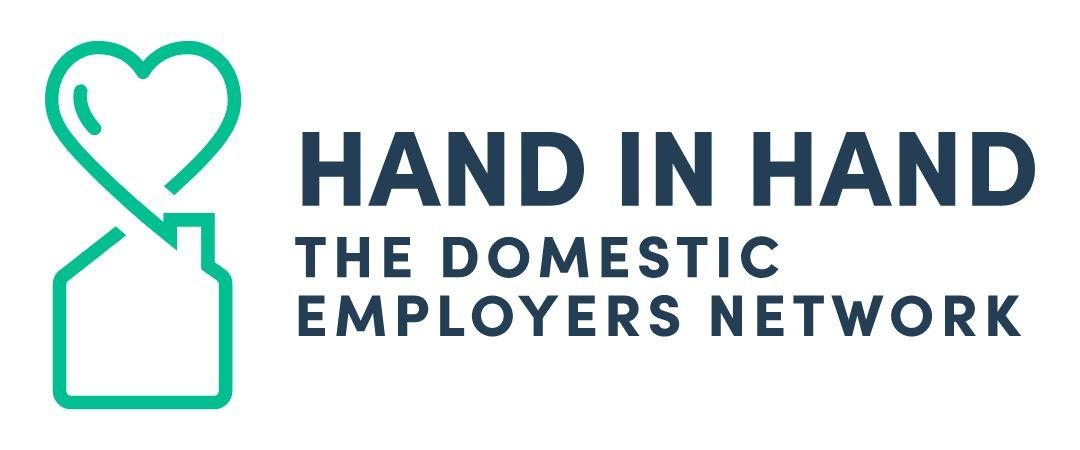 HAND IN HAND
THE DOMESTIC
EMPLOYERS NETWORK